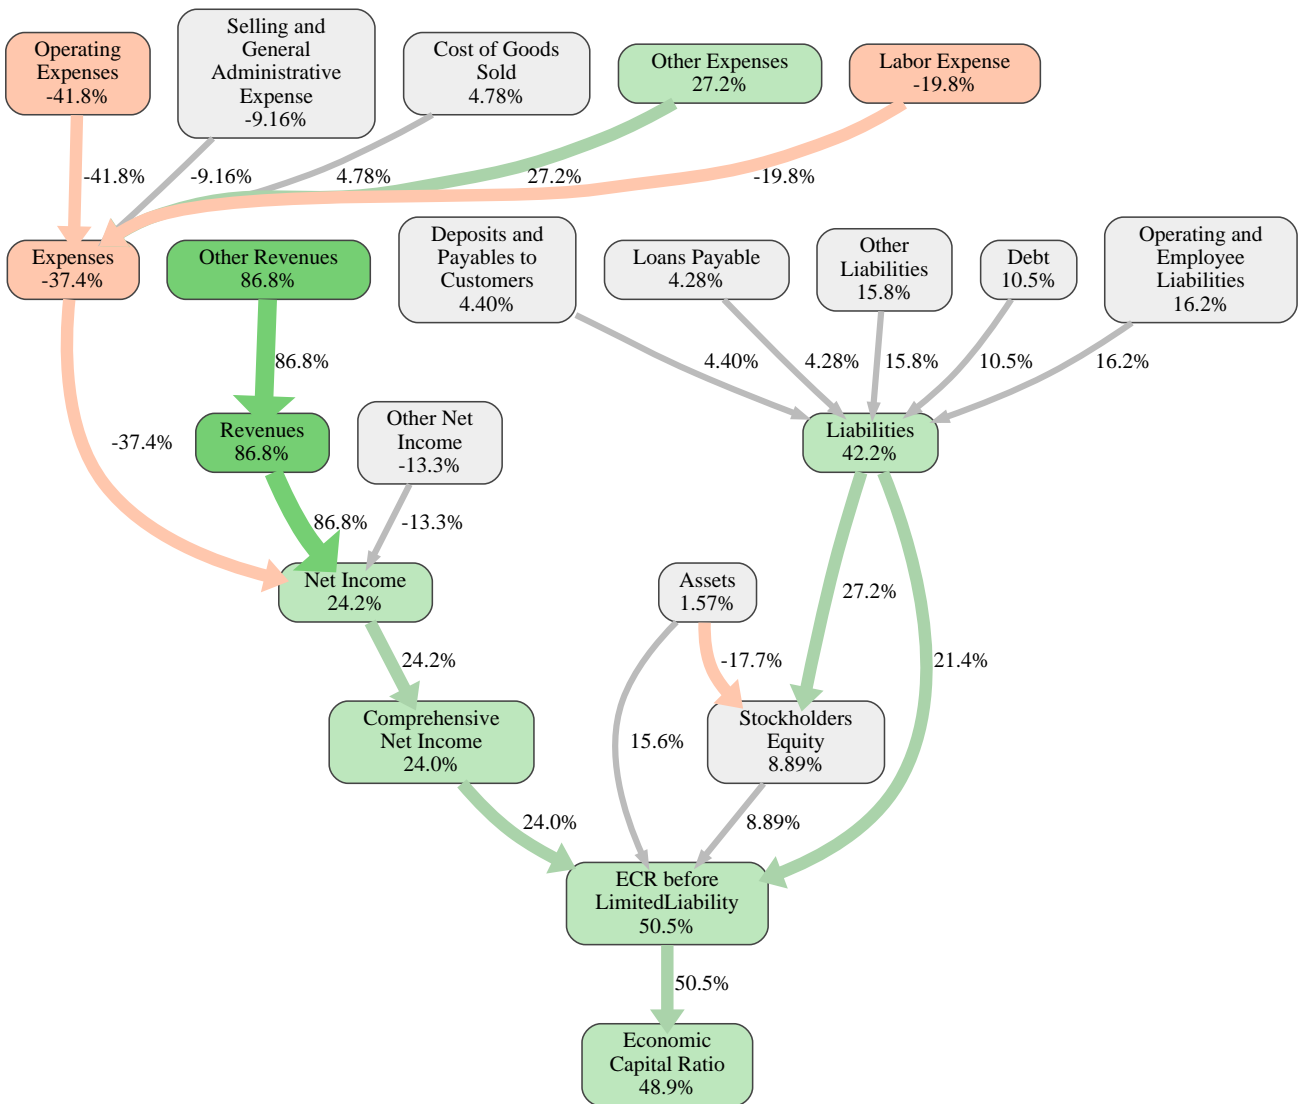 Operating
Expenses
-41.8%
Selling and
General
Administrative
Expense
-9.16%
Cost of Goods
Sold
4.78%
Other Expenses
27.2%
Labor Expense
-19.8%
-41.8%
-9.16%
4.78%
27.2%
-19.8%
Expenses
-37.4%
Other Revenues
86.8%
Deposits and
Payables to
Customers
4.40%
Loans Payable
4.28%
Other
Liabilities
15.8%
Debt
10.5%
Operating and
Employee
Liabilities
16.2%
86.8%
4.40%
4.28%
15.8%
10.5%
16.2%
-37.4%
Revenues
86.8%
Other Net
Income
-13.3%
Liabilities
42.2%
86.8%
-13.3%
Net Income
24.2%
Assets
1.57%
27.2%
24.2%
-17.7%
21.4%
Comprehensive
Net Income
24.0%
15.6%
Stockholders
Equity
8.89%
24.0%
8.89%
ECR before
LimitedLiability
50.5%
50.5%
Economic
Capital Ratio
48.9%